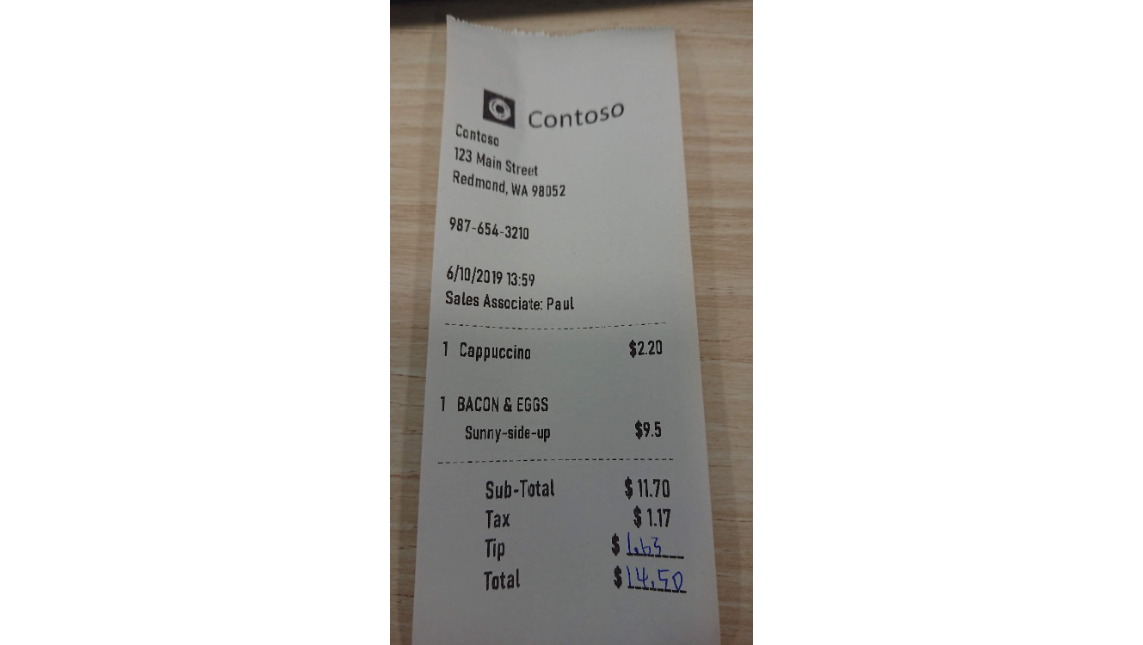 Contoso
Contoso
123 Main Street
Redmond, WA 98052
987-654-3210
6/10/2019 13:59
Sales Associate: Paul
1 Cappuccino $2.20
1 BACON & EGGS
Sunny-side-up $9.5
Sub-Total $ 11.70
Tax $ 1.17
Tip $ 1.63
Total $ 14.50